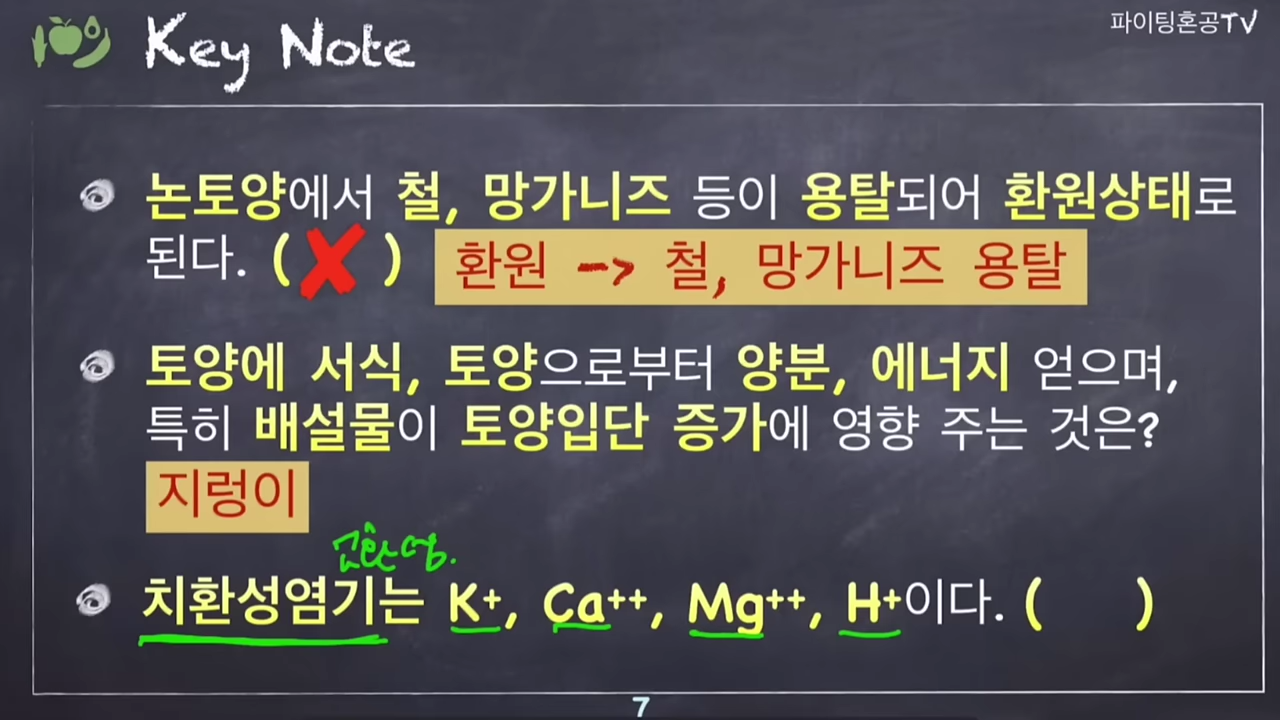 Key Note
파이팅혼공TV
논토양에서 철, 망가니즈 등이 용탈되어 환원상태로
된다. (✘) 환원 -> 철, 망가니즈 용탈
토양에 서식, 토양으로부터 양분, 에너지 얻으며,
특히 배설물이 토양입단 증가에 영향 주는 것은?
지렁이
교환성.
치환성염기는 K+, Ca++, Mg++, H+이다. ( )
7